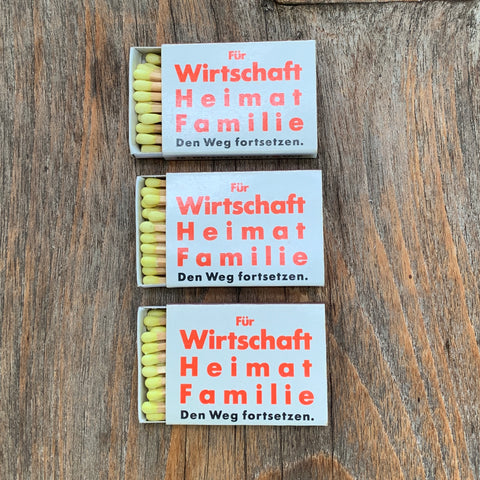 Für
Wirtschaft
Heimat
Familie
Den Weg fortsetzen.
Für
Wirtschaft
Heimat
Familie
Den Weg fortsetzen.
Für
Wirtschaft
Heimat
Familie
Den Weg fortsetzen.